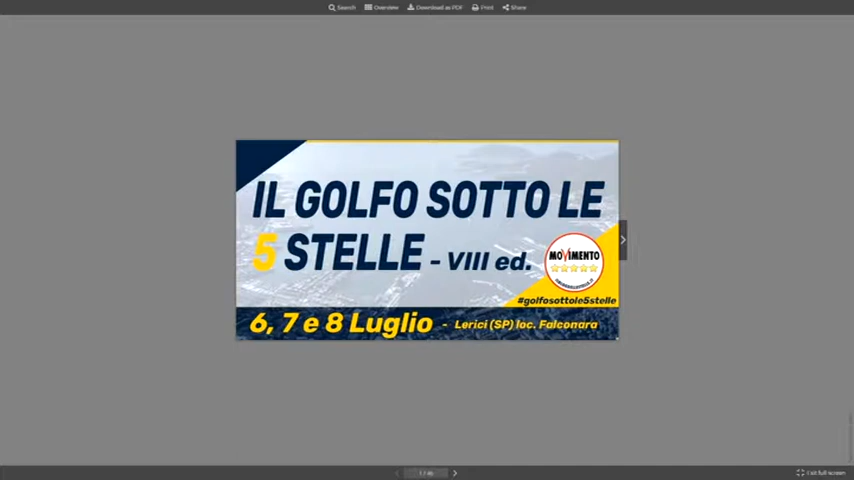 Search Overview Download as PDF Print Share
IL GOLFO SOTTO LE
5 STELLE - VIII ed.
MOVIMENTO
#golfosottole5stelle
6, 7 e 8 Luglio - Lerici (SP) loc. Falconara
Exit full screen